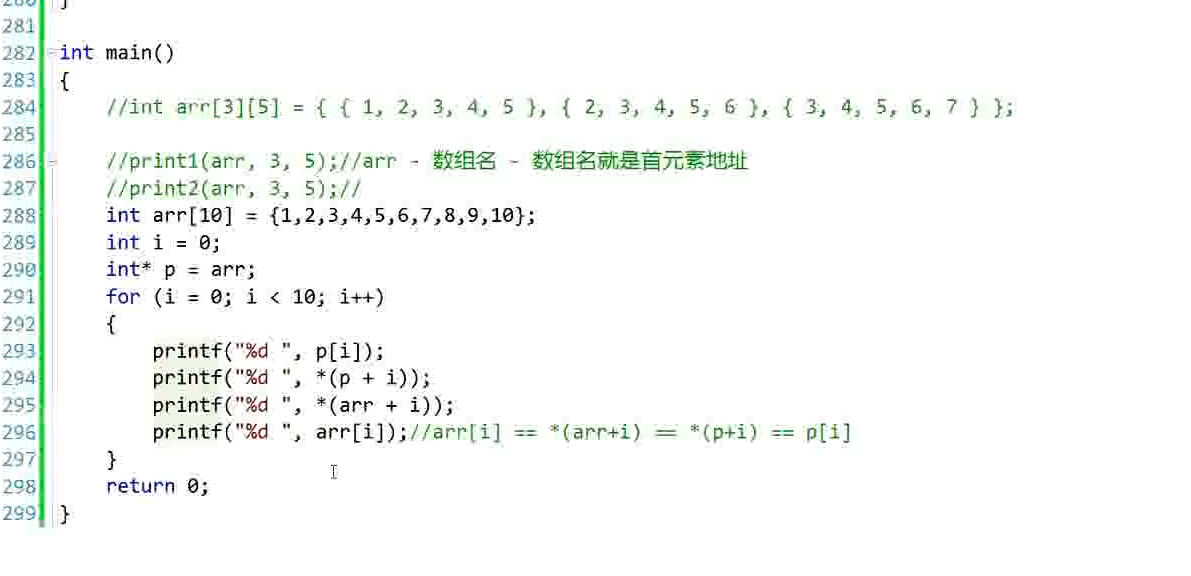 280 }
281
282 int main()
283 {
284 //int arr[3][5] = { { 1, 2, 3, 4, 5 }, { 2, 3, 4, 5, 6 }, { 3, 4, 5, 6, 7 } };
285
286 //print1(arr, 3, 5);//arr - 数组名 - 数组名就是首元素地址
287 //print2(arr, 3, 5);//
288 int arr[10] = {1,2,3,4,5,6,7,8,9,10};
289 int i = 0;
290 int* p = arr;
291 for (i = 0; i < 10; i++)
292 {
293 printf("%d ", p[i]);
294 printf("%d ", *(p + i));
295 printf("%d ", *(arr + i));
296 printf("%d ", arr[i]);//arr[i] == *(arr+i) == *(p+i) == p[i]
297 }
298 return 0;
299 }